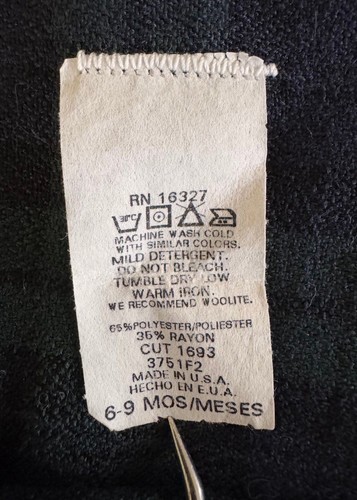 RN 16327
30°C
MACHINE WASH COLD
WITH SIMILAR COLORS.
MILD DETERGENT.
DO NOT BLEACH.
TUMBLE DRY LOW
WARM IRON.
WE RECOMMEND WOOLITE.
65%POLYESTER/POLIESTER
35% RAYON
CUT 1693
3751F2
MADE IN U.S.A.
HECHO EN E.U.A.
6-9 MOS/MESES